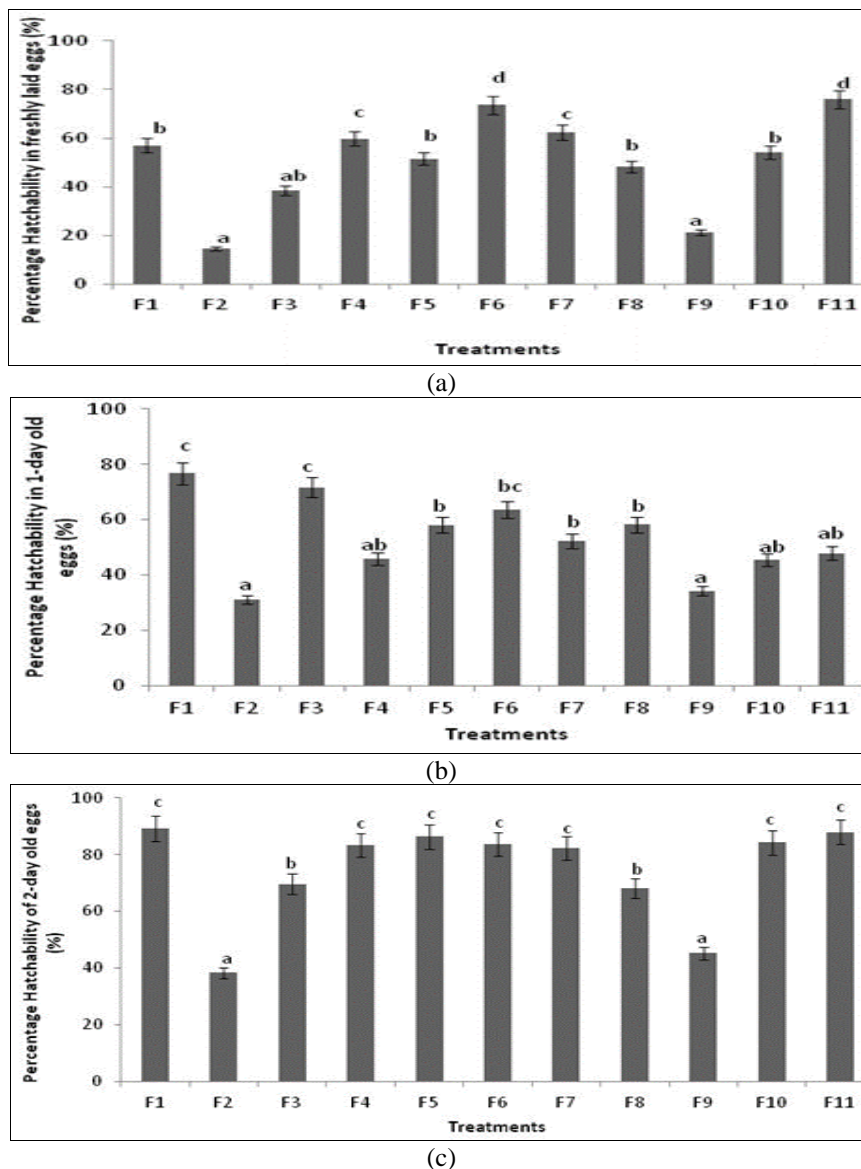 Percentage Hatchability in freshly laid eggs (%)
100
80
60
40
20
0
b
a
ab
c
b
d
c
b
a
b
d
F1 F2 F3 F4 F5 F6 F7 F8 F9 F10 F11
Treatments
(a)
Percentage Hatchability in 1-day old
eggs (%)
100
80
60
40
20
0
c
a
c
ab
b
bc
b
b
a
ab
ab
F1 F2 F3 F4 F5 F6 F7 F8 F9 F10 F11
Treatments
(b)
Percentage Hatchability of 2-day old eggs
(%)
100
80
60
40
20
0
c
a
b
c
c
c
c
b
a
c
c
F1 F2 F3 F4 F5 F6 F7 F8 F9 F10 F11
Treatments
(c)